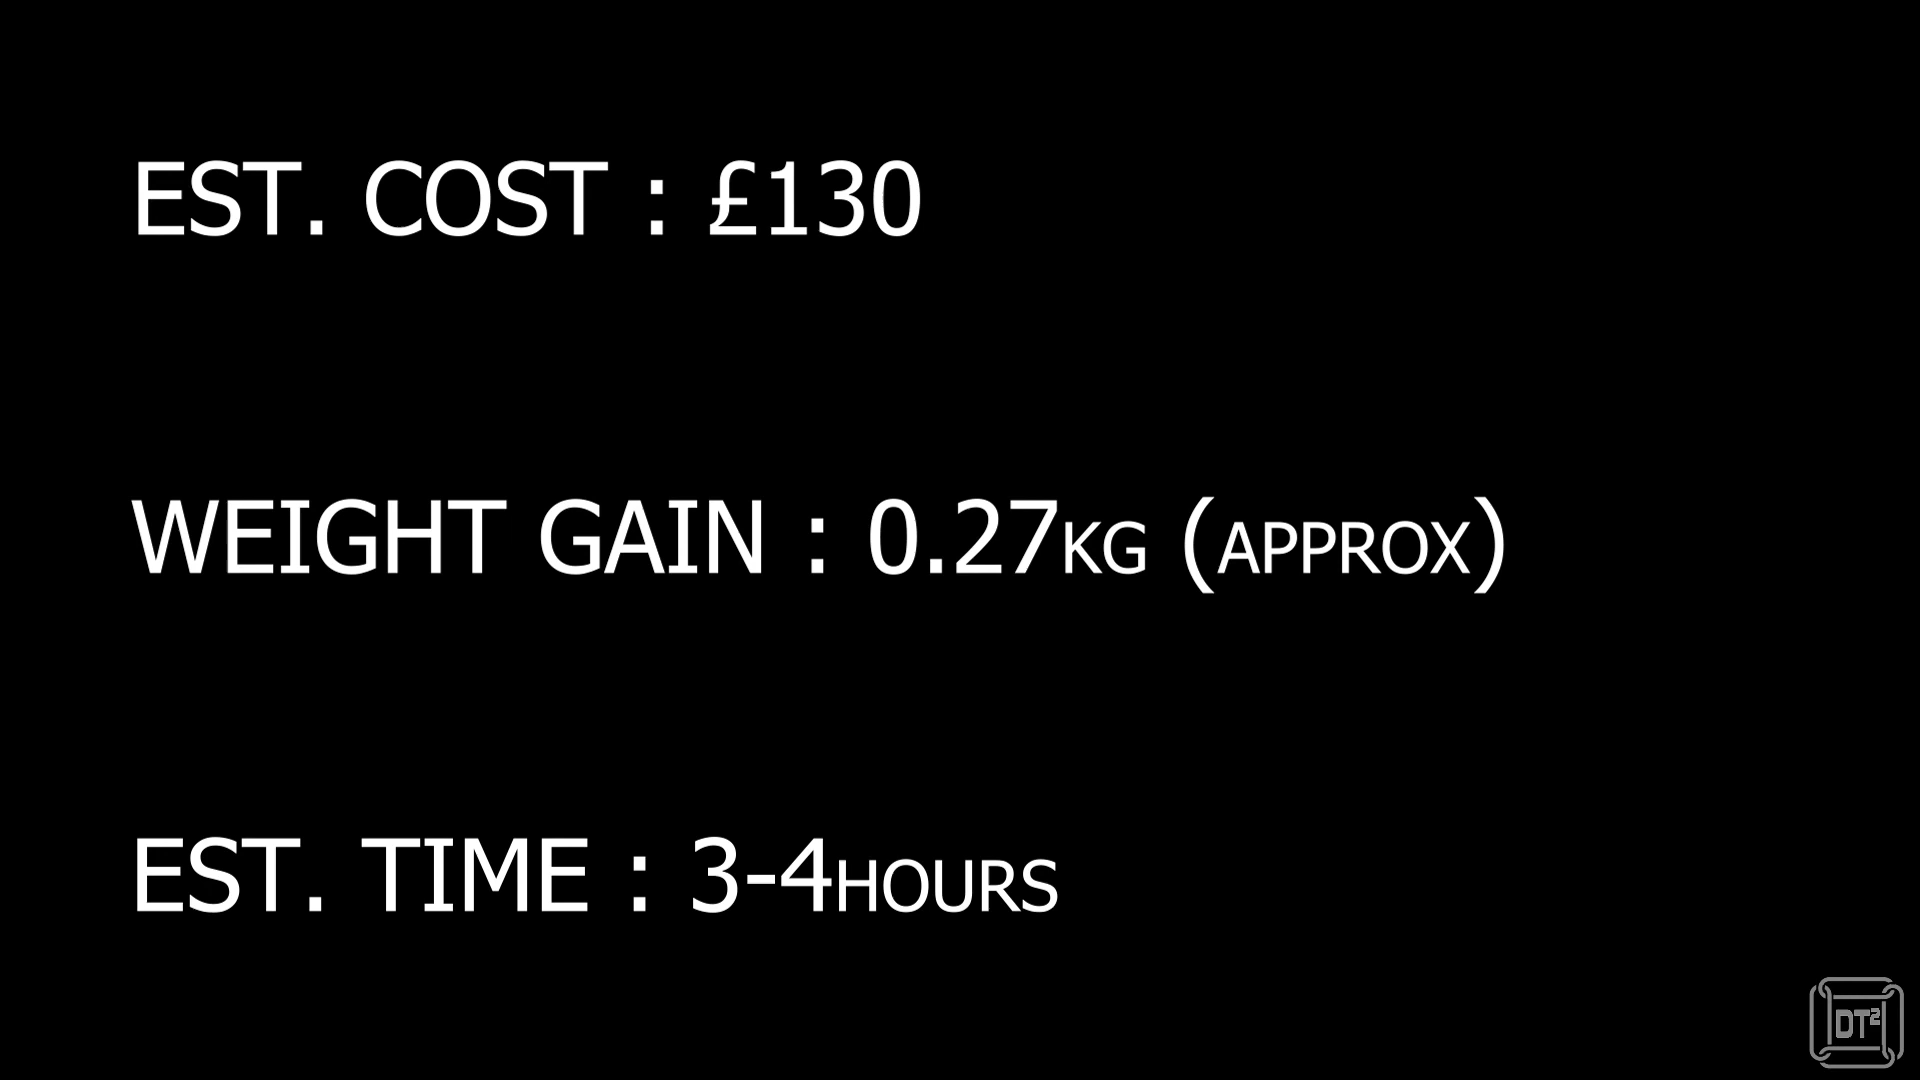 EST. COST : £130
WEIGHT GAIN : 0.27KG (APPROX)
EST. TIME : 3-4HOURS
DT²